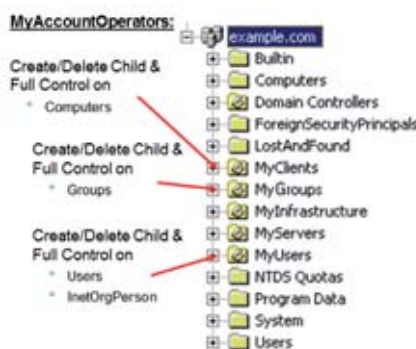 MyAccountOperators:
Create/Delete Child &
Full Control on
Computers
Create/Delete Child &
Full Control on
Groups
Create/Delete Child &
Full Control on
Users
InetOrgPerson
example.com
Builtin
Computers
Domain Controllers
ForeignSecurityPrincipals
LostAndFound
MyClients
MyGroups
MyInfrastructure
MyServers
MyUsers
NTDS Quotas
Program Data
System
Users